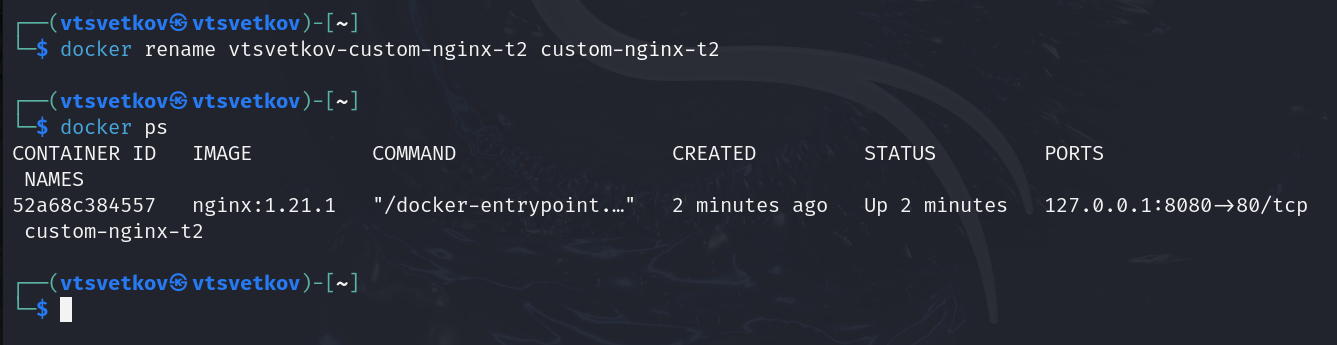 ┌──(vtsvetkov㉿vtsvetkov)-[~]
└─$ docker rename vtsvetkov-custom-nginx-t2 custom-nginx-t2
┌──(vtsvetkov㉿vtsvetkov)-[~]
└─$ docker ps
CONTAINER ID   IMAGE          COMMAND                  CREATED         STATUS         PORTS
 NAMES
52a68c384557   nginx:1.21.1   "/docker-entrypoint.…"   2 minutes ago   Up 2 minutes   127.0.0.1:8080->80/tcp
 custom-nginx-t2
┌──(vtsvetkov㉿vtsvetkov)-[~]
└─$